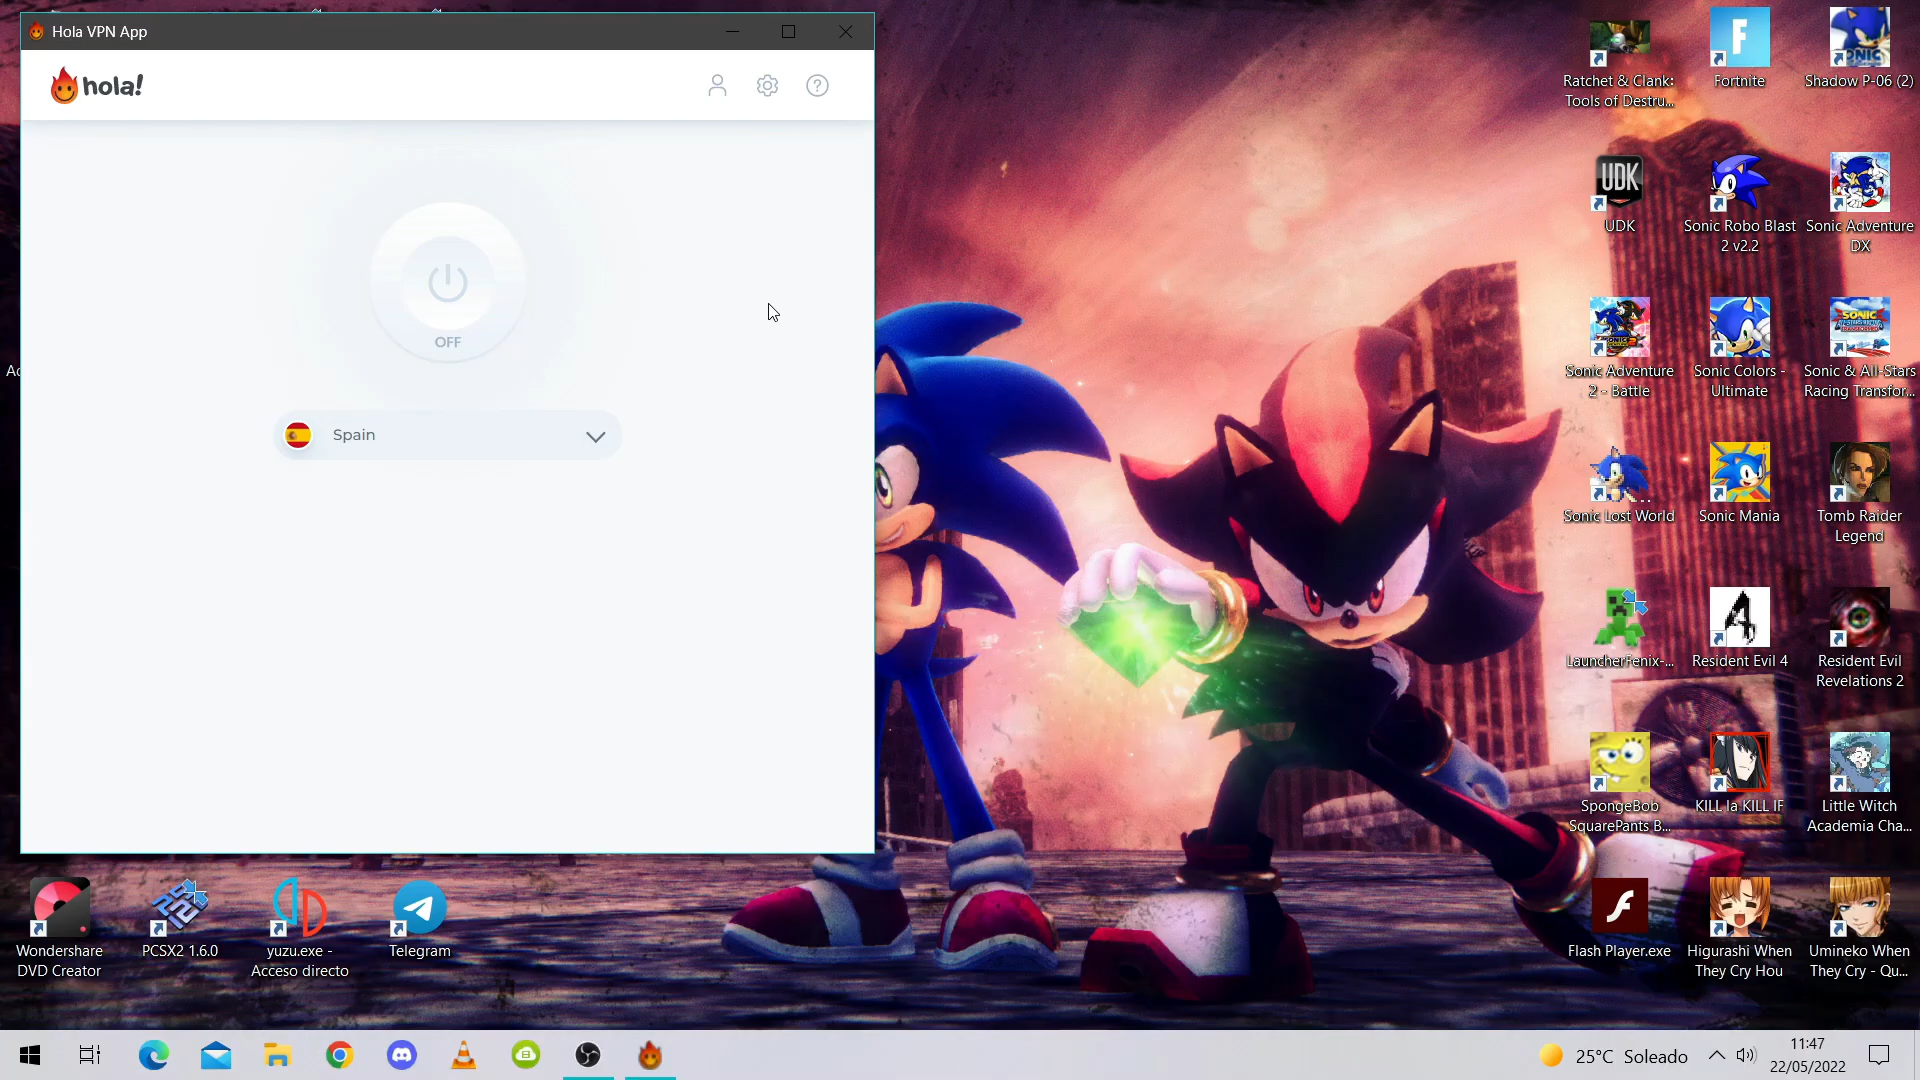 Hola VPN App
hola!
OFF
Spain
Ratchet & Clank:
Tools of Destru...
Fortnite
Shadow P-06 (2)
UDK
UDK
Sonic Robo Blast
2 v2.2
Sonic Adventure
DX
Sonic Adventure
2 - Battle
Sonic Colors -
Ultimate
Sonic & All-Stars
Racing Transfor...
Sonic Lost World
Sonic Mania
Tomb Raider
Legend
LauncherFenix-...
Resident Evil 4
Resident Evil
Revelations 2
SpongeBob
SquarePants B...
KILL la KILL IF
Little Witch
Academia Cha...
Wondershare
DVD Creator
PCSX2 1.6.0
yuzu.exe -
Acceso directo
Telegram
Flash Player.exe
Higurashi When
They Cry Hou
Umineko When
They Cry - Qu...
25°C Soleado
11:47
22/05/2022